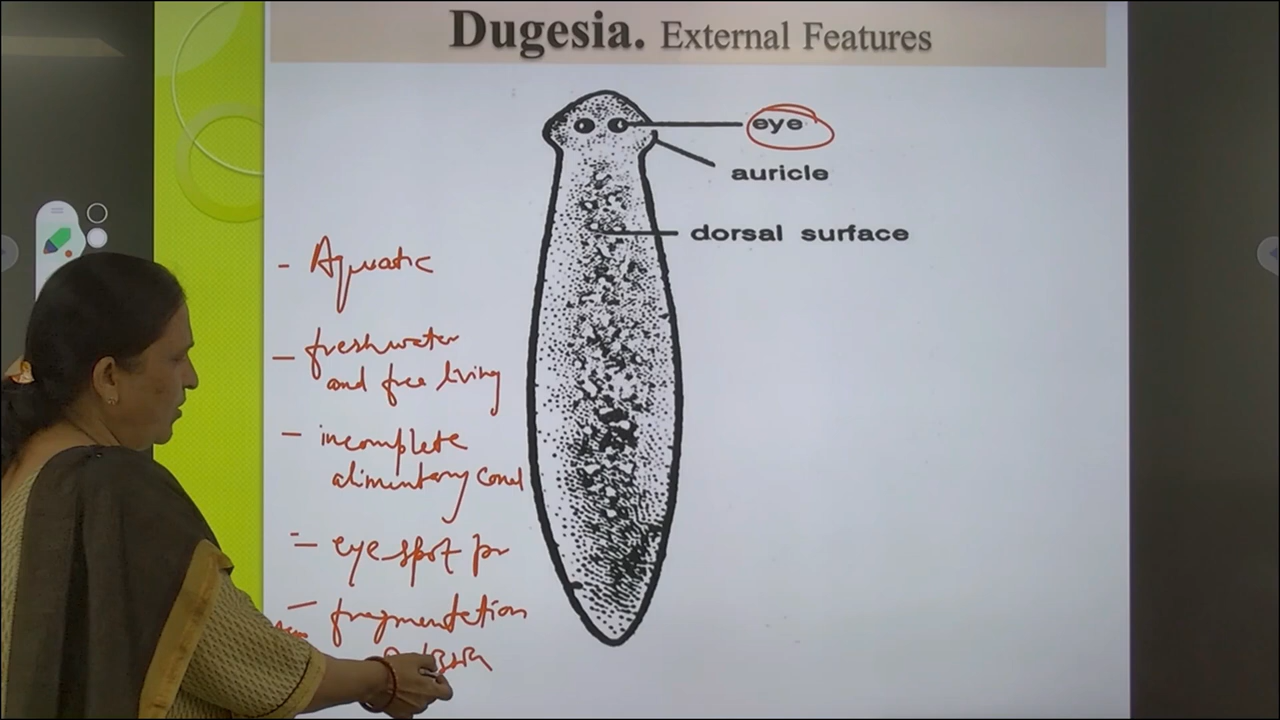 Dugesia. External Features
eye
auricle
dorsal surface
- Aquatic
- freshwater
and free living
- incomplete
alimentary canal
- eye spot pr
- fragmentation